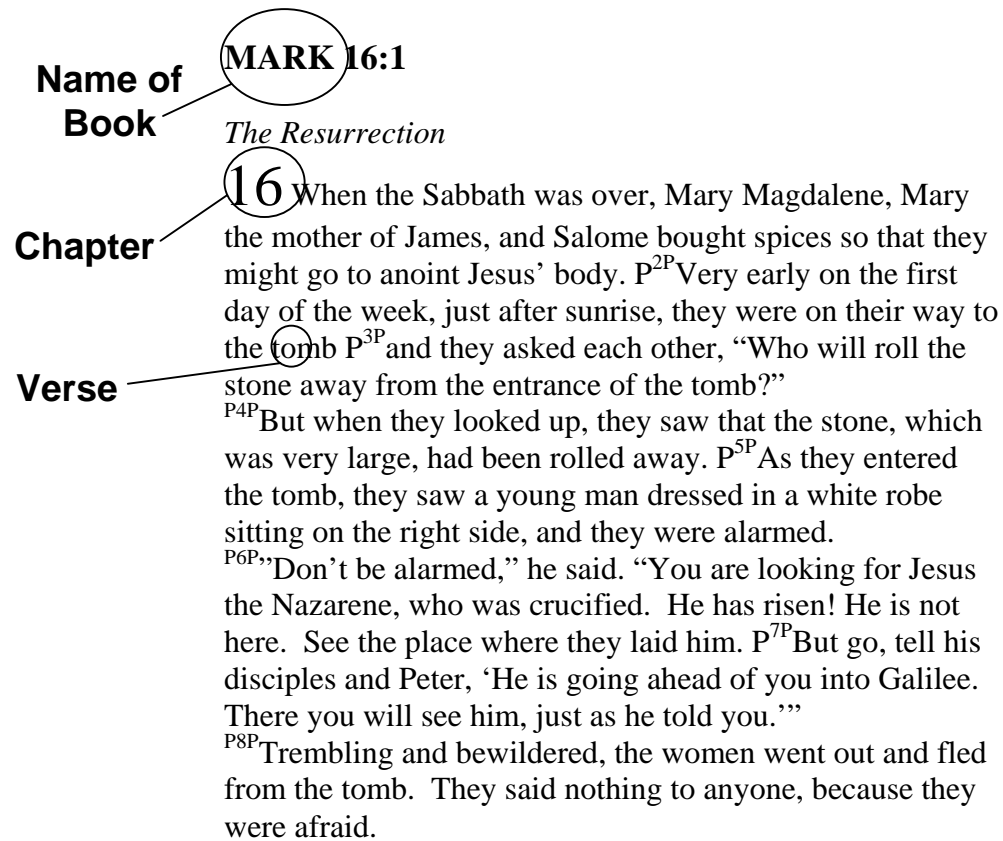 MARK 16:1
Name of
Book
The Resurrection
16 When the Sabbath was over, Mary Magdalene, Mary
Chapter
the mother of James, and Salome bought spices so that they
might go to anoint Jesus’ body. P2PVery early on the first
day of the week, just after sunrise, they were on their way to
the tomb P3Pand they asked each other, “Who will roll the
Verse
stone away from the entrance of the tomb?”
P4PBut when they looked up, they saw that the stone, which
was very large, had been rolled away. P5PAs they entered
the tomb, they saw a young man dressed in a white robe
sitting on the right side, and they were alarmed.
P6P”Don’t be alarmed,” he said. “You are looking for Jesus
the Nazarene, who was crucified.  He has risen! He is not
here.  See the place where they laid him. P7PBut go, tell his
disciples and Peter, ‘He is going ahead of you into Galilee.
There you will see him, just as he told you.’”
P8PTrembling and bewildered, the women went out and fled
from the tomb.  They said nothing to anyone, because they
were afraid.